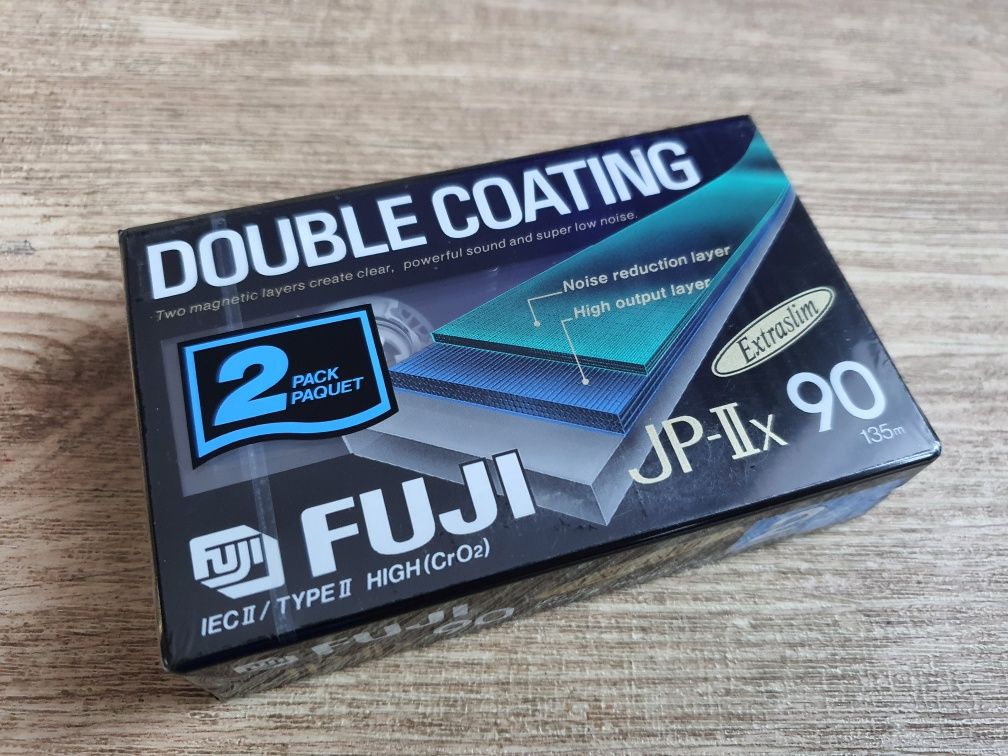 DOUBLE COATING
Two magnetic layers create clear, powerful sound and super low noise.
Noise reduction layer
High output layer
Extraslim
2 PACK
PAQUET
JP-Ⅱx 90
135m
FUJI
FUJI
IEC Ⅱ / TYPE Ⅱ HIGH (CrO2)
FUJI
90